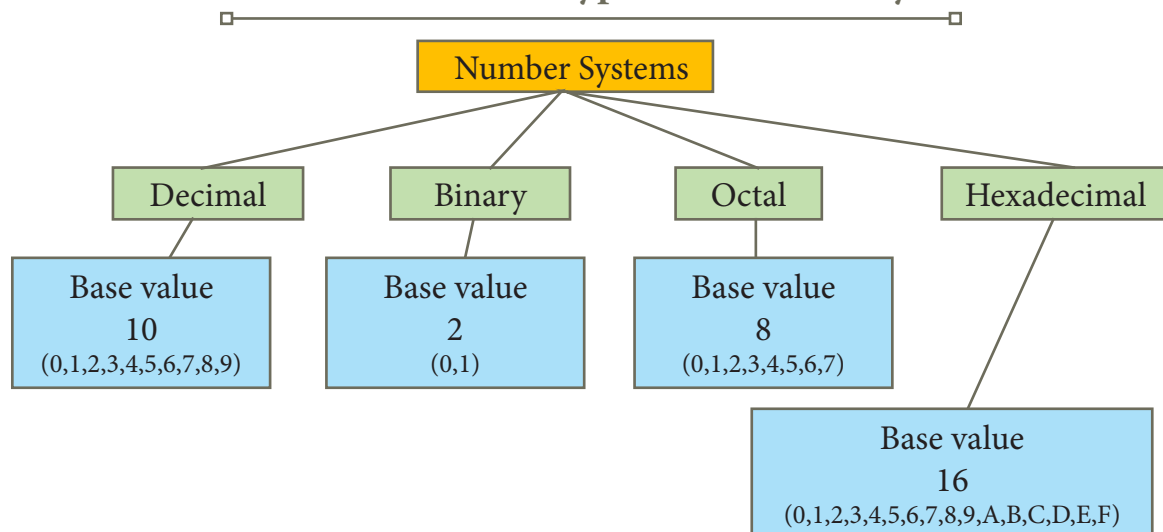 Number Systems
Decimal
Binary
Octal
Hexadecimal
Base value
10
(0,1,2,3,4,5,6,7,8,9)
Base value
2
(0,1)
Base value
8
(0,1,2,3,4,5,6,7)
Base value
16
(0,1,2,3,4,5,6,7,8,9,A,B,C,D,E,F)